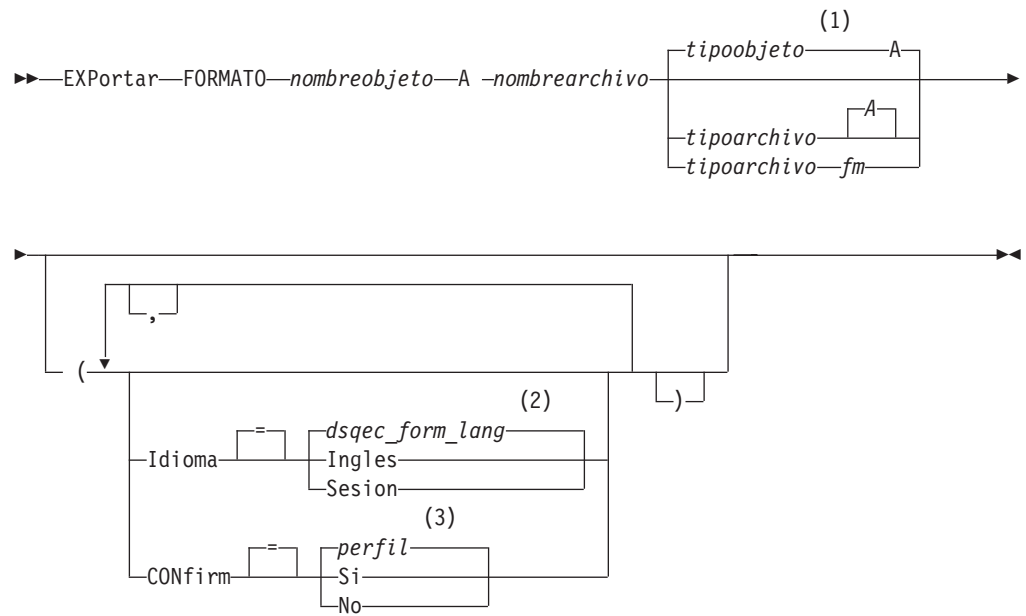 (1)
tipoobjeto A
EXPortar FORMATO nombreobjeto A nombrearchivo
A
tipoarchivo
tipoarchivo fm
,
( )
(2)
= dsqec_form_lang
Idioma Ingles
Sesion
(3)
= perfil
CONfirm Si
No